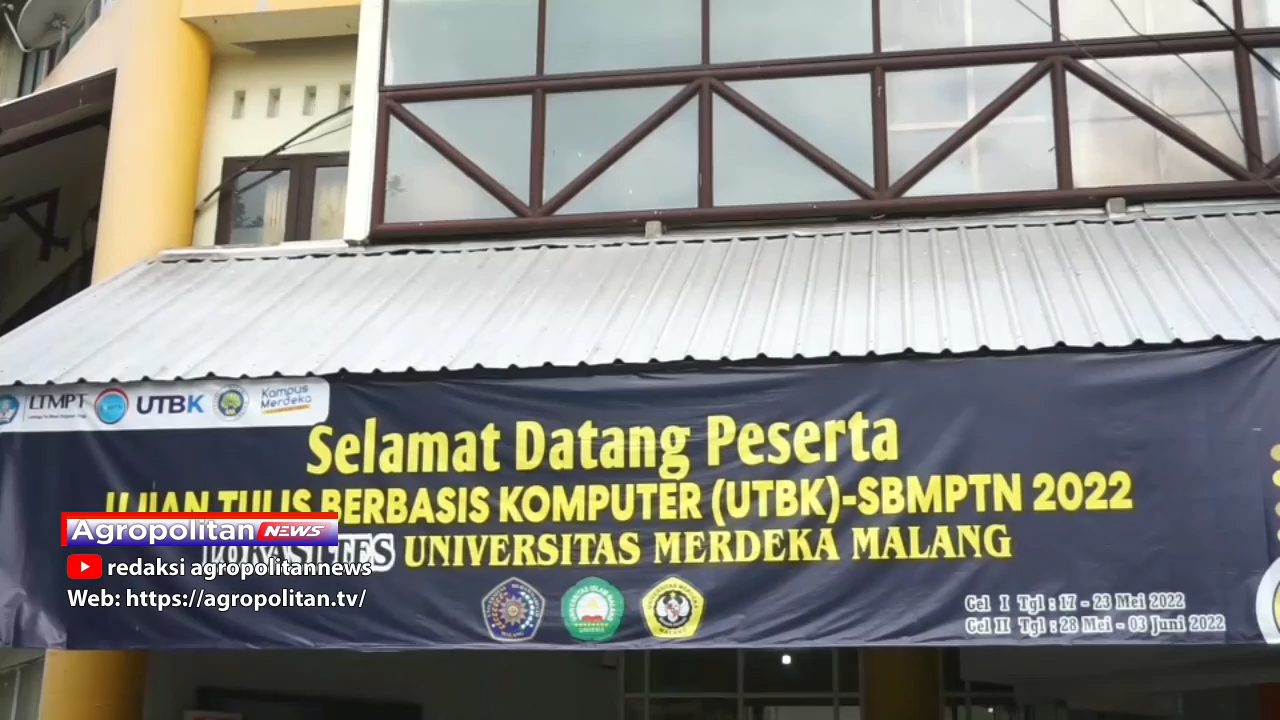 LTMPT UTBK Kampus Merdeka
Selamat Datang Peserta
UJIAN TULIS BERBASIS KOMPUTER (UTBK)-SBMPTN 2022
LOKASI TES UNIVERSITAS MERDEKA MALANG
Agropolitan NEWS
redaksi agropolitannews
Web: https://agropolitan.tv/
Gel I Tgl : 17 - 23 Mei 2022
Gel II Tgl : 28 Mei - 03 Juni 2022